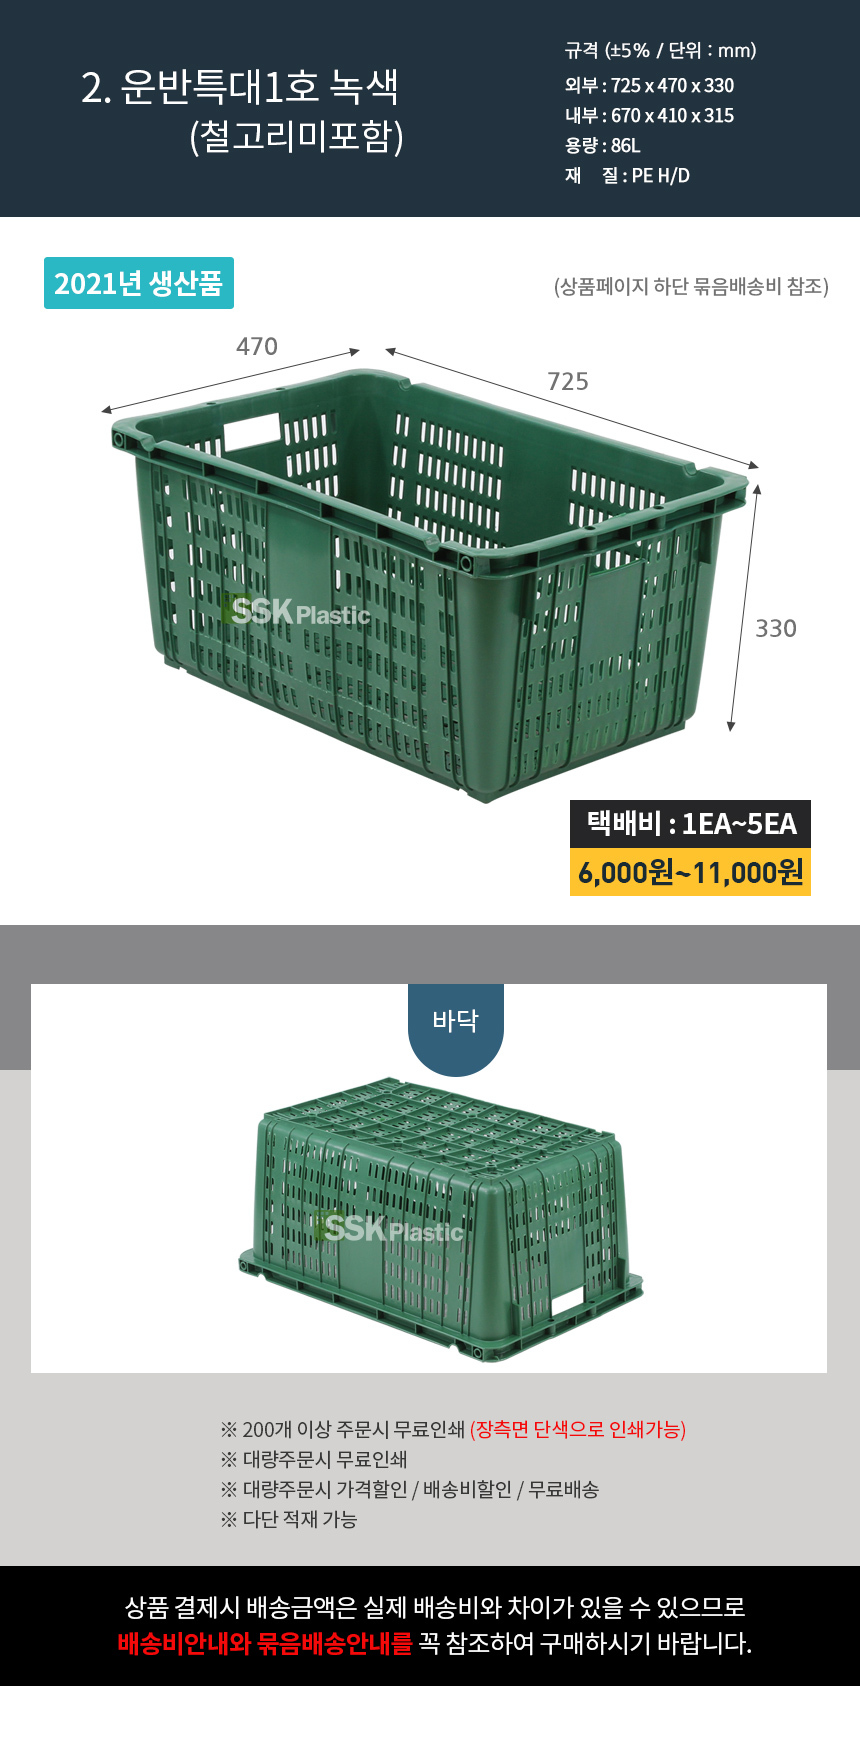 2. 운반특대1호 녹색
(철고리미포함)
규격 (±5% / 단위 : mm)
외부 : 725 x 470 x 330
내부 : 670 x 410 x 315
용량 : 86L
재 질 : PE H/D
2021년 생산품
(상품페이지 하단 묶음배송비 참조)
470
725
330
SSK Plastic
택배비 : 1EA~5EA
6,000원~11,000원
바닥
SSK Plastic
※ 200개 이상 주문시 무료인쇄 (장측면 단색으로 인쇄가능)
※ 대량주문시 무료인쇄
※ 대량주문시 가격할인 / 배송비할인 / 무료배송
※ 다단 적재 가능
상품 결제시 배송금액은 실제 배송비와 차이가 있을 수 있으므로
배송비안내와 묶음배송안내를 꼭 참조하여 구매하시기 바랍니다.